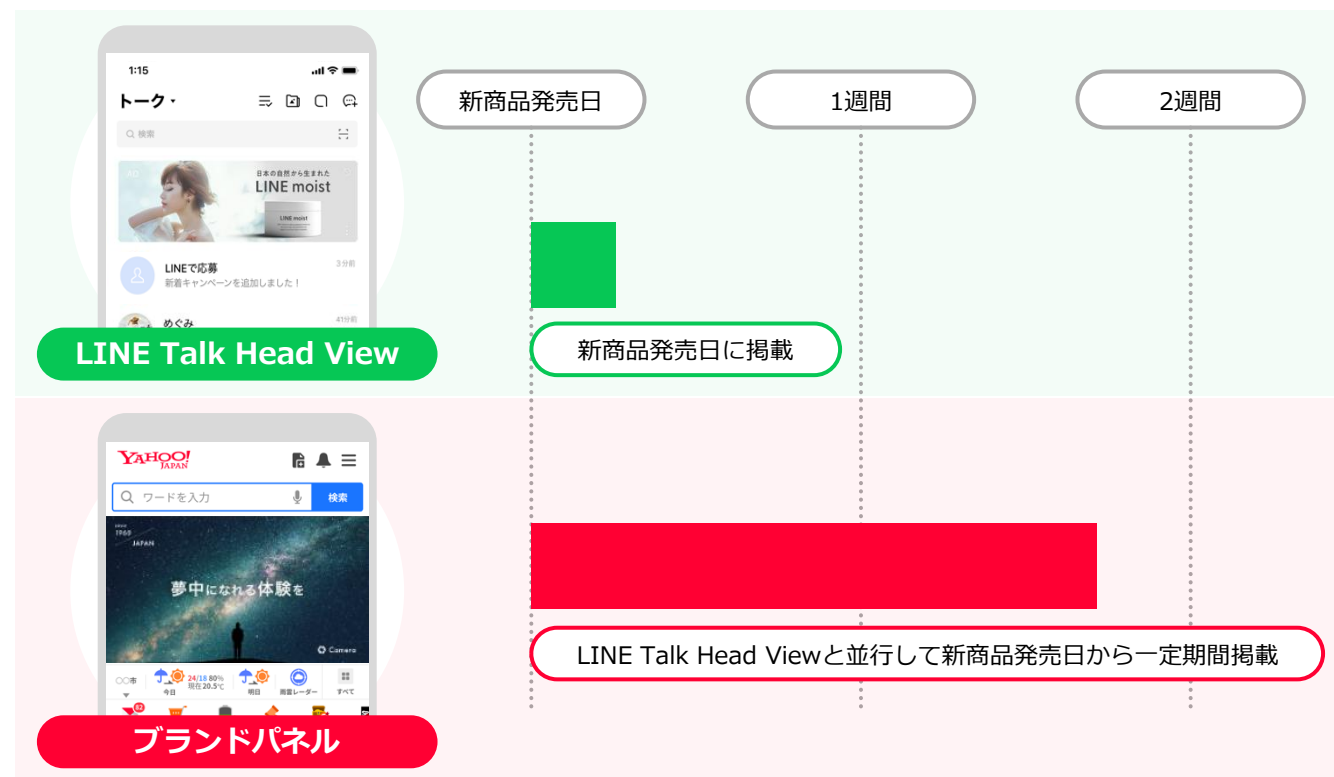 1:15
トーク
検索
日本の自然から生まれた
LINE moist
LINE moist
LINEで応募
3分前
新着キャンペーンを追加しました！
めぐみ
41分前
LINE Talk Head View
新商品発売日
1週間
2週間
新商品発売日に掲載
YAHOO!
JAPAN
ワードを入力
検索
1960
JAPAN
夢中になれる体験を
Camera
○○市
24/18 80%
現在20.5℃
今日
明日
雨雲レーダー
すべて
82
ブランドパネル
LINE Talk Head Viewと並行して新商品発売日から一定期間掲載